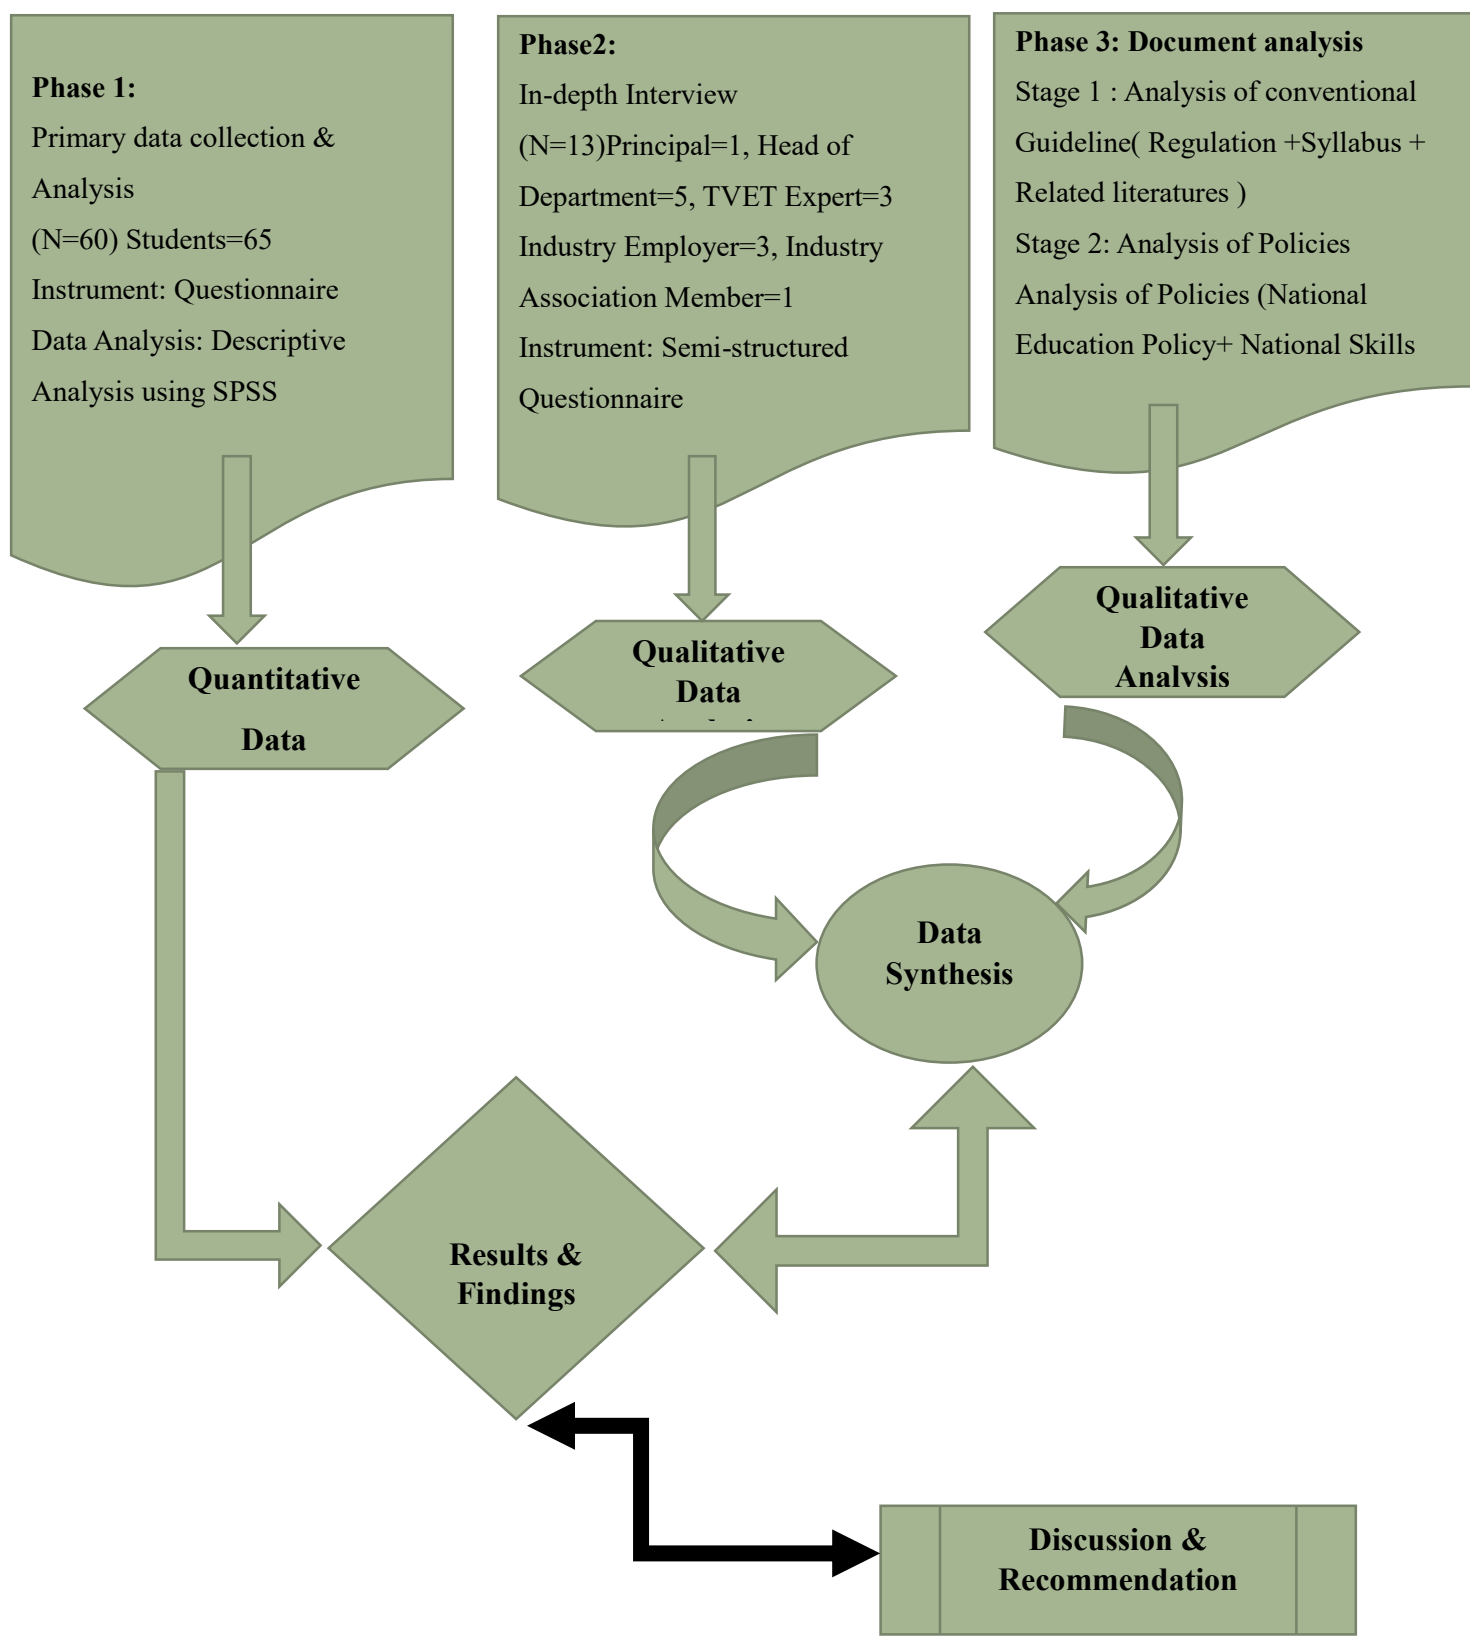 Phase 1:
Primary data collection &
Analysis
(N=60) Students=65
Instrument: Questionnaire
Data Analysis: Descriptive
Analysis using SPSS
Phase2:
In-depth Interview
(N=13)Principal=1, Head of
Department=5, TVET Expert=3
Industry Employer=3, Industry
Association Member=1
Instrument: Semi-structured
Questionnaire
Phase 3: Document analysis
Stage 1 : Analysis of conventional
Guideline( Regulation +Syllabus +
Related literatures )
Stage 2: Analysis of Policies
Analysis of Policies (National
Education Policy+ National Skills
Quantitative
Data
Qualitative
Data
Qualitative
Data
Analysis
Data
Synthesis
Results &
Findings
Discussion &
Recommendation